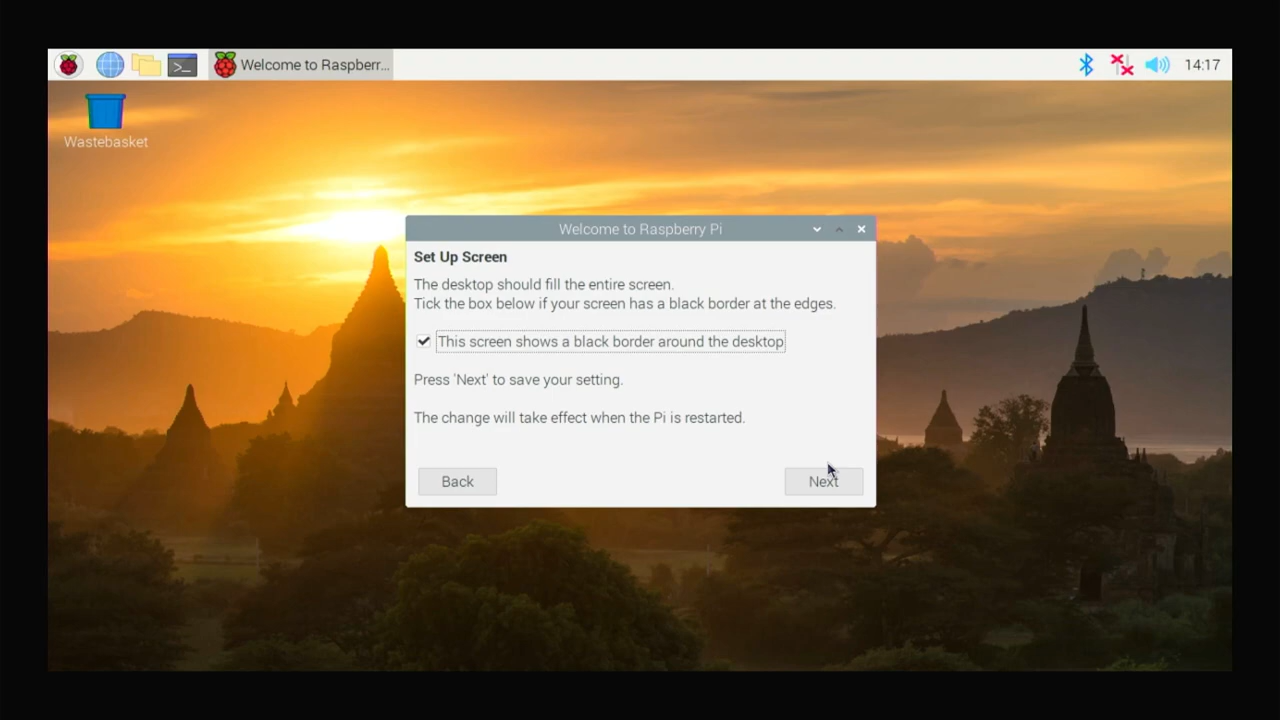 Welcome to Raspberr...
14:17
Wastebasket
Welcome to Raspberry Pi
Set Up Screen
The desktop should fill the entire screen.
Tick the box below if your screen has a black border at the edges.
This screen shows a black border around the desktop
Press 'Next' to save your setting.
The change will take effect when the Pi is restarted.
Back
Next